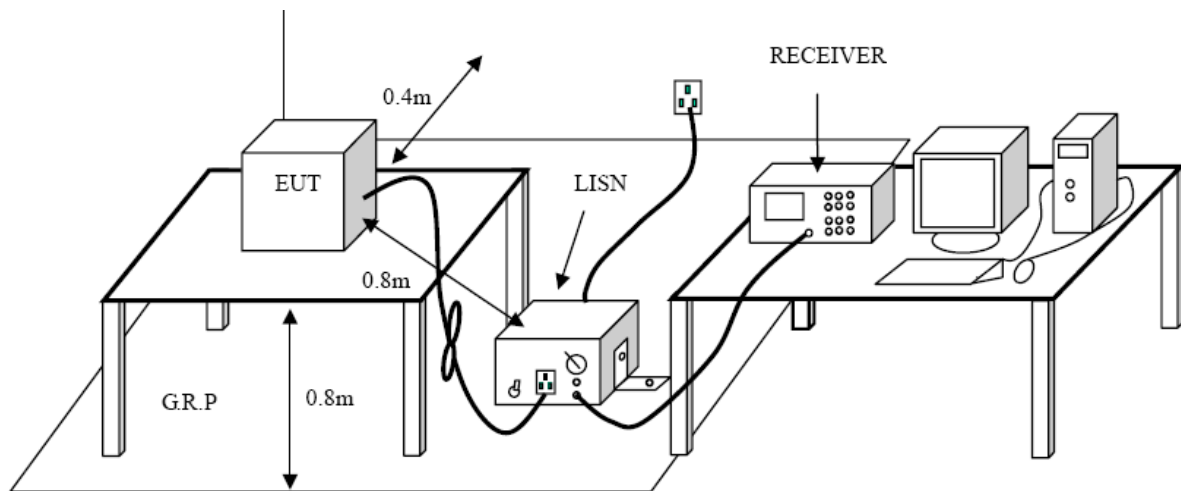 RECEIVER
0.4m
EUT
LISN
0.8m
G.R.P
0.8m